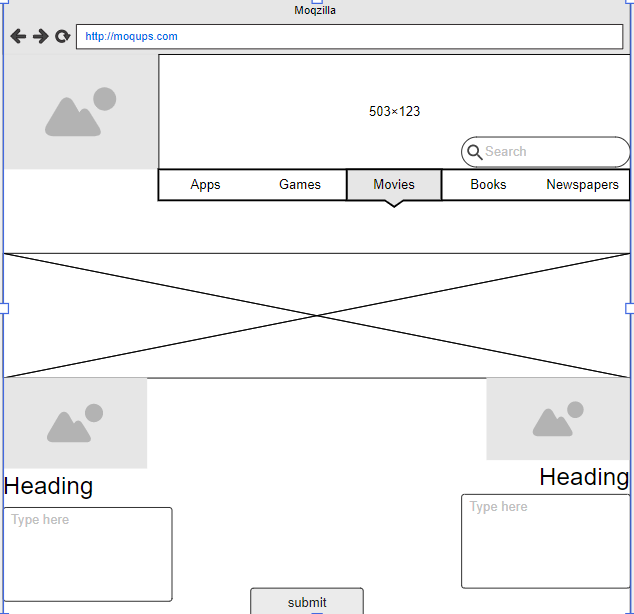 Moqzilla
http://moqups.com
503×123
Search
Apps Games Movies Books Newspapers
Heading
Type here
Heading
Type here
submit